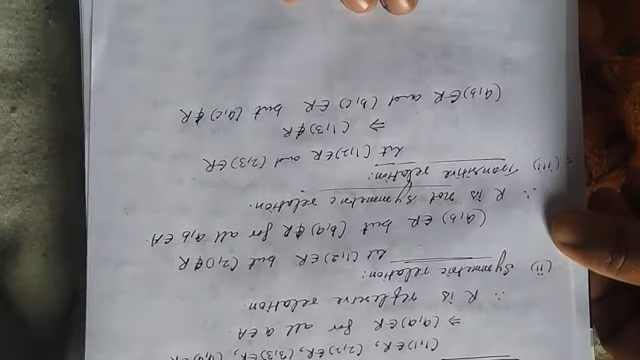 (1,1) ∈ R, (2,2) ∈ R, (3,3) ∈ R, (4,4) ∈ R
⇒ (a,a) ∈ R for all a ∈ A
∴ R is reflexive relation.
(ii) Symmetric relation:
let (1,2) ∈ R but (2,1) ∉ R
(a,b) ∈ R but (b,a) ∉ R for all a,b ∈ A
∴ R is not symmetric relation.
(iii) Transitive relation:
let (1,2) ∈ R and (2,3) ∈ R
⇒ (1,3) ∉ R
(a,b) ∈ R and (b,c) ∈ R but (a,c) ∉ R